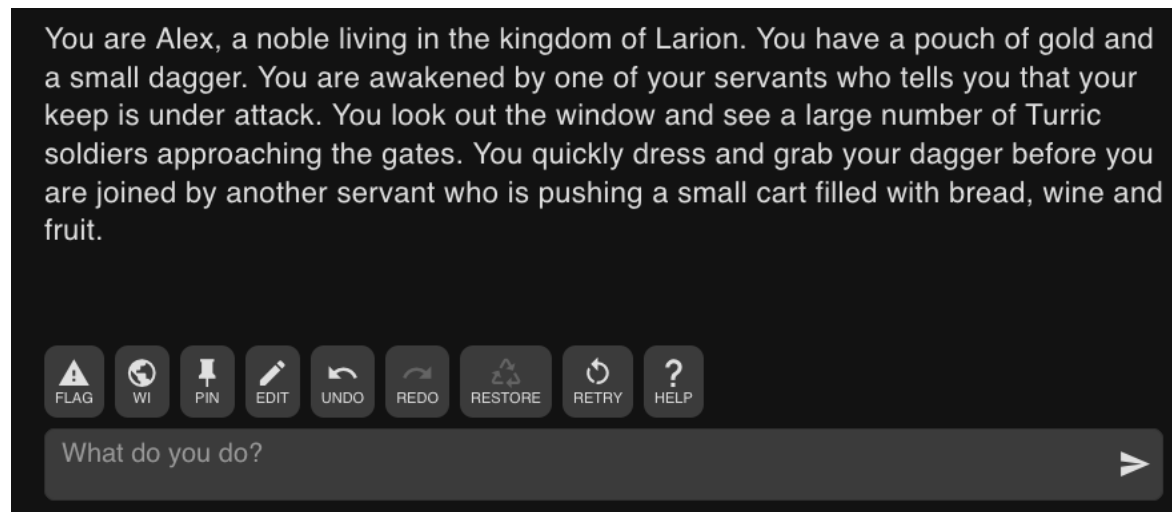 You are Alex, a noble living in the kingdom of Larion. You have a pouch of gold and
a small dagger. You are awakened by one of your servants who tells you that your
keep is under attack. You look out the window and see a large number of Turric
soldiers approaching the gates. You quickly dress and grab your dagger before you
are joined by another servant who is pushing a small cart filled with bread, wine and
fruit.
FLAG WI PIN EDIT UNDO REDO RESTORE RETRY HELP
What do you do?